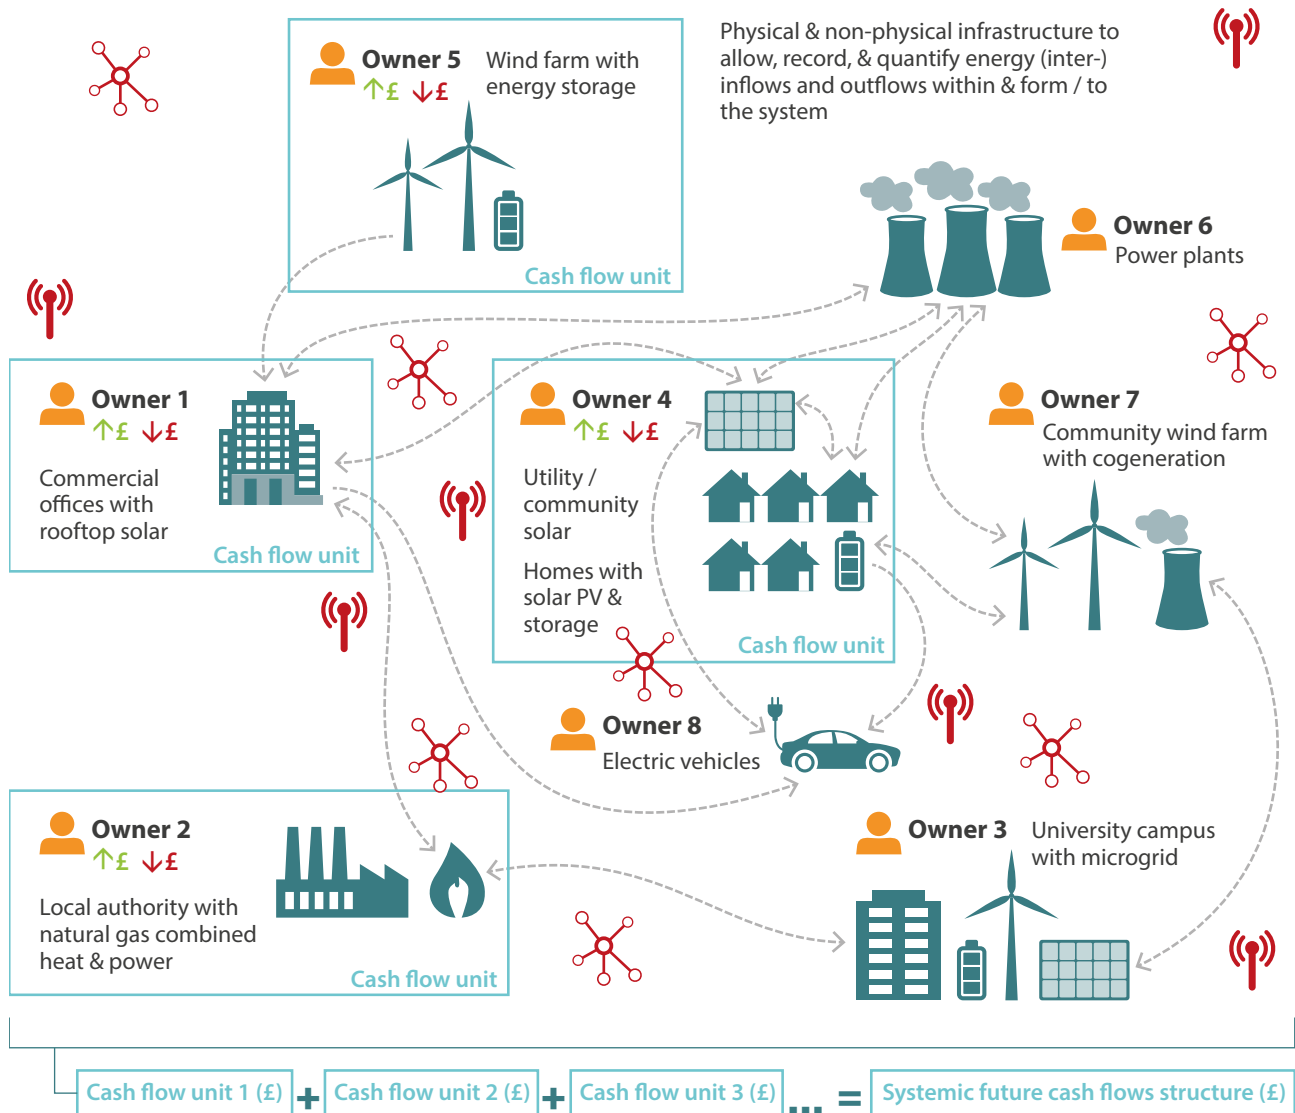 Owner 5
↑£ ↓£
Wind farm with
energy storage
Cash flow unit
Physical & non-physical infrastructure to
allow, record, & quantify energy (inter-)
inflows and outflows within & form / to
the system
Owner 6
Power plants
Owner 1
↑£ ↓£
Commercial
offices with
rooftop solar
Cash flow unit
Owner 4
↑£ ↓£
Utility /
community
solar
Homes with
solar PV &
storage
Cash flow unit
Owner 7
Community wind farm
with cogeneration
Owner 8
Electric vehicles
Owner 2
↑£ ↓£
Local authority with
natural gas combined
heat & power
Cash flow unit
Owner 3
University campus
with microgrid
Cash flow unit 1 (£) + Cash flow unit 2 (£) + Cash flow unit 3 (£) ... = Systemic future cash flows structure (£)